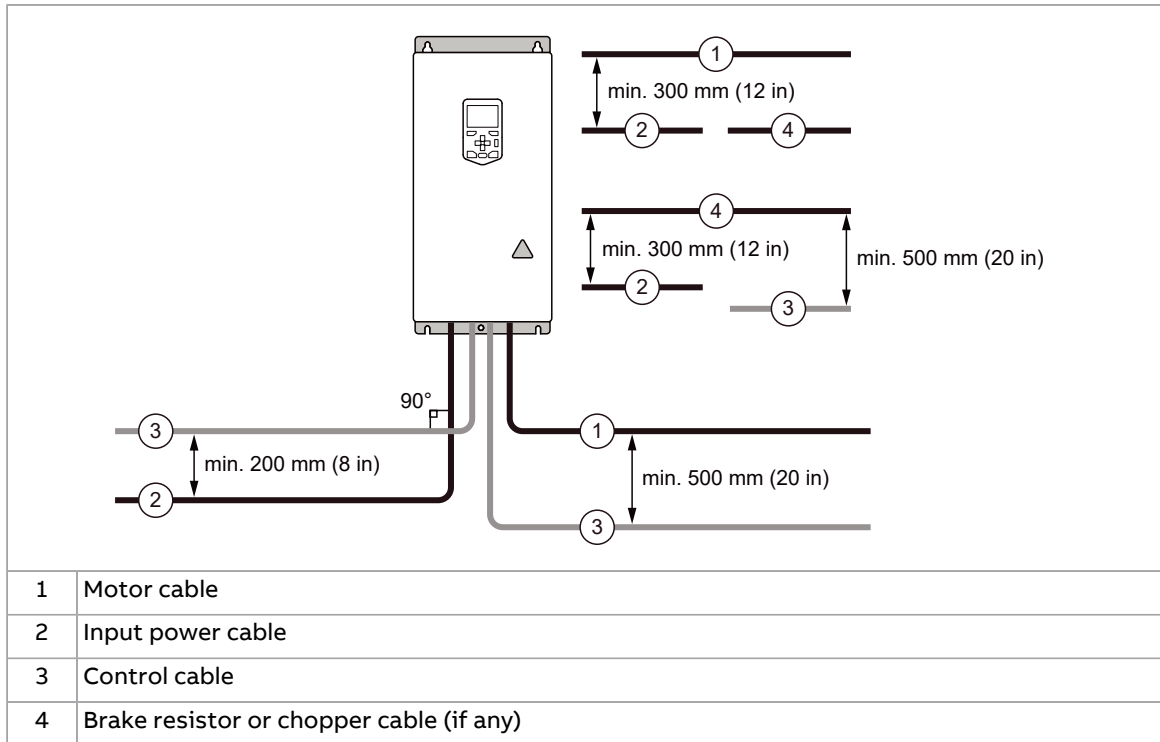 1
min. 300 mm (12 in)
2
4
4
min. 300 mm (12 in)
min. 500 mm (20 in)
2
3
90°
3
1
min. 200 mm (8 in)
min. 500 mm (20 in)
2
3
1 Motor cable
2 Input power cable
3 Control cable
4 Brake resistor or chopper cable (if any)